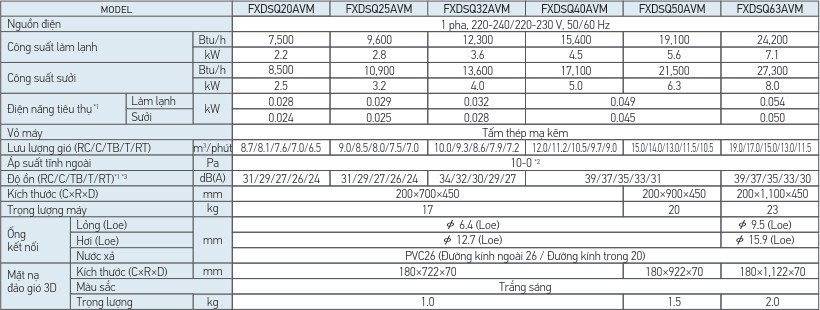 MODEL FXDSQ20AVM FXDSQ25AVM FXDSQ32AVM FXDSQ40AVM FXDSQ50AVM FXDSQ63AVM
Nguồn điện 1 pha, 220-240/220-230 V, 50/60 Hz
Công suất làm lạnh Btu/h 7,500 9,600 12,300 15,400 19,100 24,200
kW 2.2 2.8 3.6 4.5 5.6 7.1
Công suất sưởi Btu/h 8,500 10,900 13,600 17,100 21,500 27,300
kW 2.5 3.2 4.0 5.0 6.3 8.0
Điện năng tiêu thụ *1 Làm lạnh kW 0.028 0.029 0.032 0.049 0.054
Sưởi 0.024 0.025 0.028 0.045 0.050
Vỏ máy Tấm thép mạ kẽm
Lưu lượng gió (RC/C/TB/T/RT) m³/phút 8.7/8.1/7.6/7.0/6.5 9.0/8.5/8.0/7.5/7.0 10.0/9.3/8.6/7.9/7.2 12.0/11.2/10.5/9.7/9.0 15.0/14.0/13.0/11.5/10.5 19.0/17.0/15.0/13.0/11.5
Áp suất tĩnh ngoài Pa 10-0 *2
Độ ồn (RC/C/TB/T/RT)*1 *3 dB(A) 31/29/27/26/24 31/29/27/26/24 34/32/30/29/27 39/37/35/33/31 39/37/35/33/30
Kích thước (C×R×D) mm 200×700×450 200×900×450 200×1,100×450
Trọng lượng máy kg 17 20 23
Ống kết nối Lỏng (Loe) mm ϕ 6.4 (Loe) ϕ 9.5 (Loe)
Hơi (Loe) ϕ 12.7 (Loe) ϕ 15.9 (Loe)
Nước xả PVC26 (Đường kính ngoài 26 / Đường kính trong 20)
Mặt nạ đảo gió 3D Kích thước (C×R×D) mm 180×722×70 180×922×70 180×1,122×70
Màu sắc Trắng sáng
Trọng lượng kg 1.0 1.5 2.0